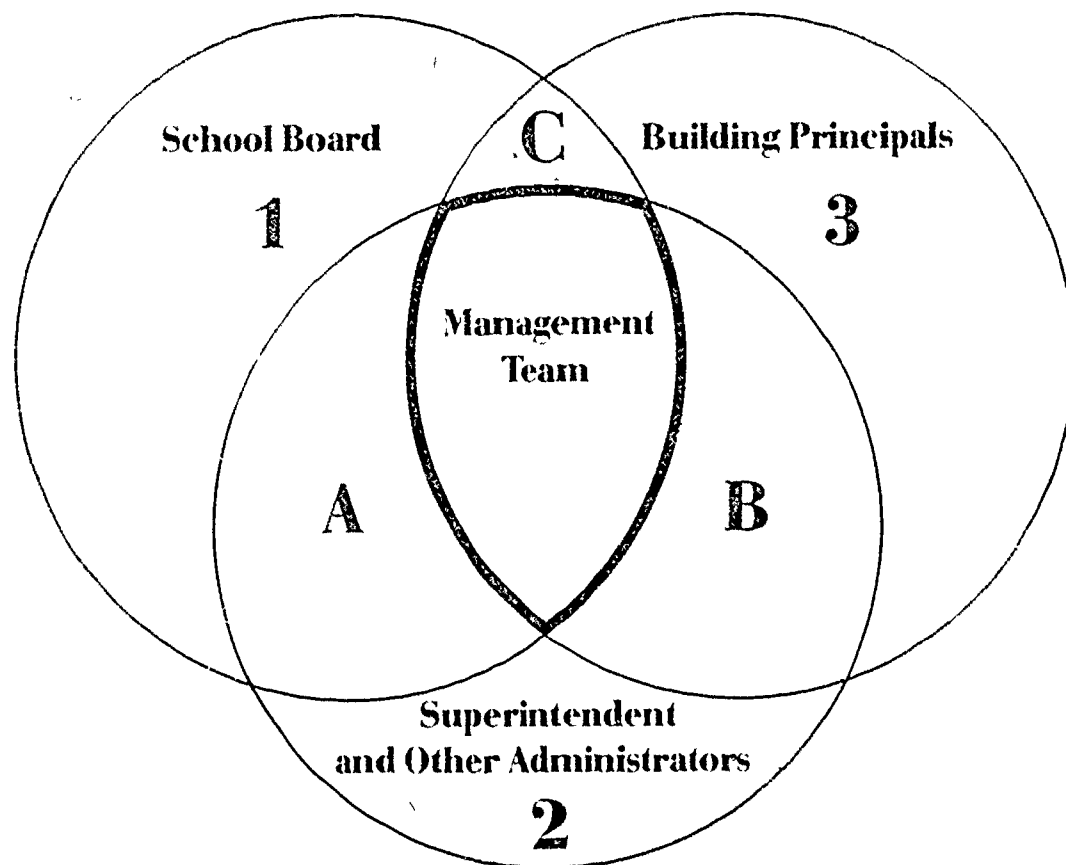 C
School Board
Building Principals
1
3
Management
Team
A
B
Superintendent
and Other Administrators
2